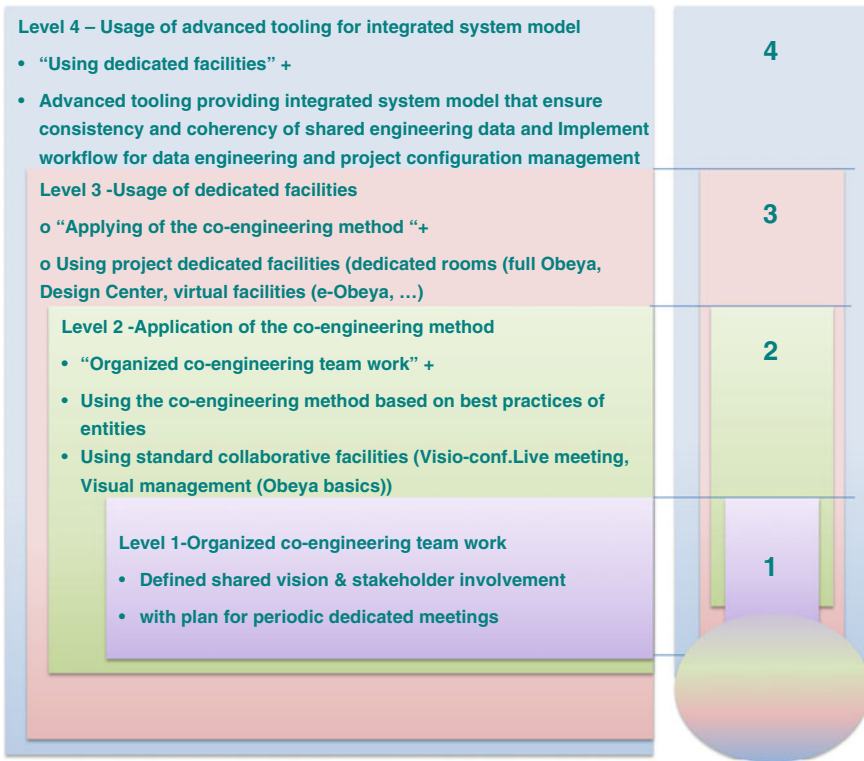 Level 4 – Usage of advanced tooling for integrated system model
• “Using dedicated facilities” +
• Advanced tooling providing integrated system model that ensure
consistency and coherency of shared engineering data and Implement
workflow for data engineering and project configuration management
Level 3 -Usage of dedicated facilities
o “Applying of the co-engineering method “+
o Using project dedicated facilities (dedicated rooms (full Obeya,
Design Center, virtual facilities (e-Obeya, …)
Level 2 -Application of the co-engineering method
• “Organized co-engineering team work” +
• Using the co-engineering method based on best practices of
entities
• Using standard collaborative facilities (Visio-conf.Live meeting,
Visual management (Obeya basics))
Level 1-Organized co-engineering team work
• Defined shared vision & stakeholder involvement
• with plan for periodic dedicated meetings
4
3
2
1